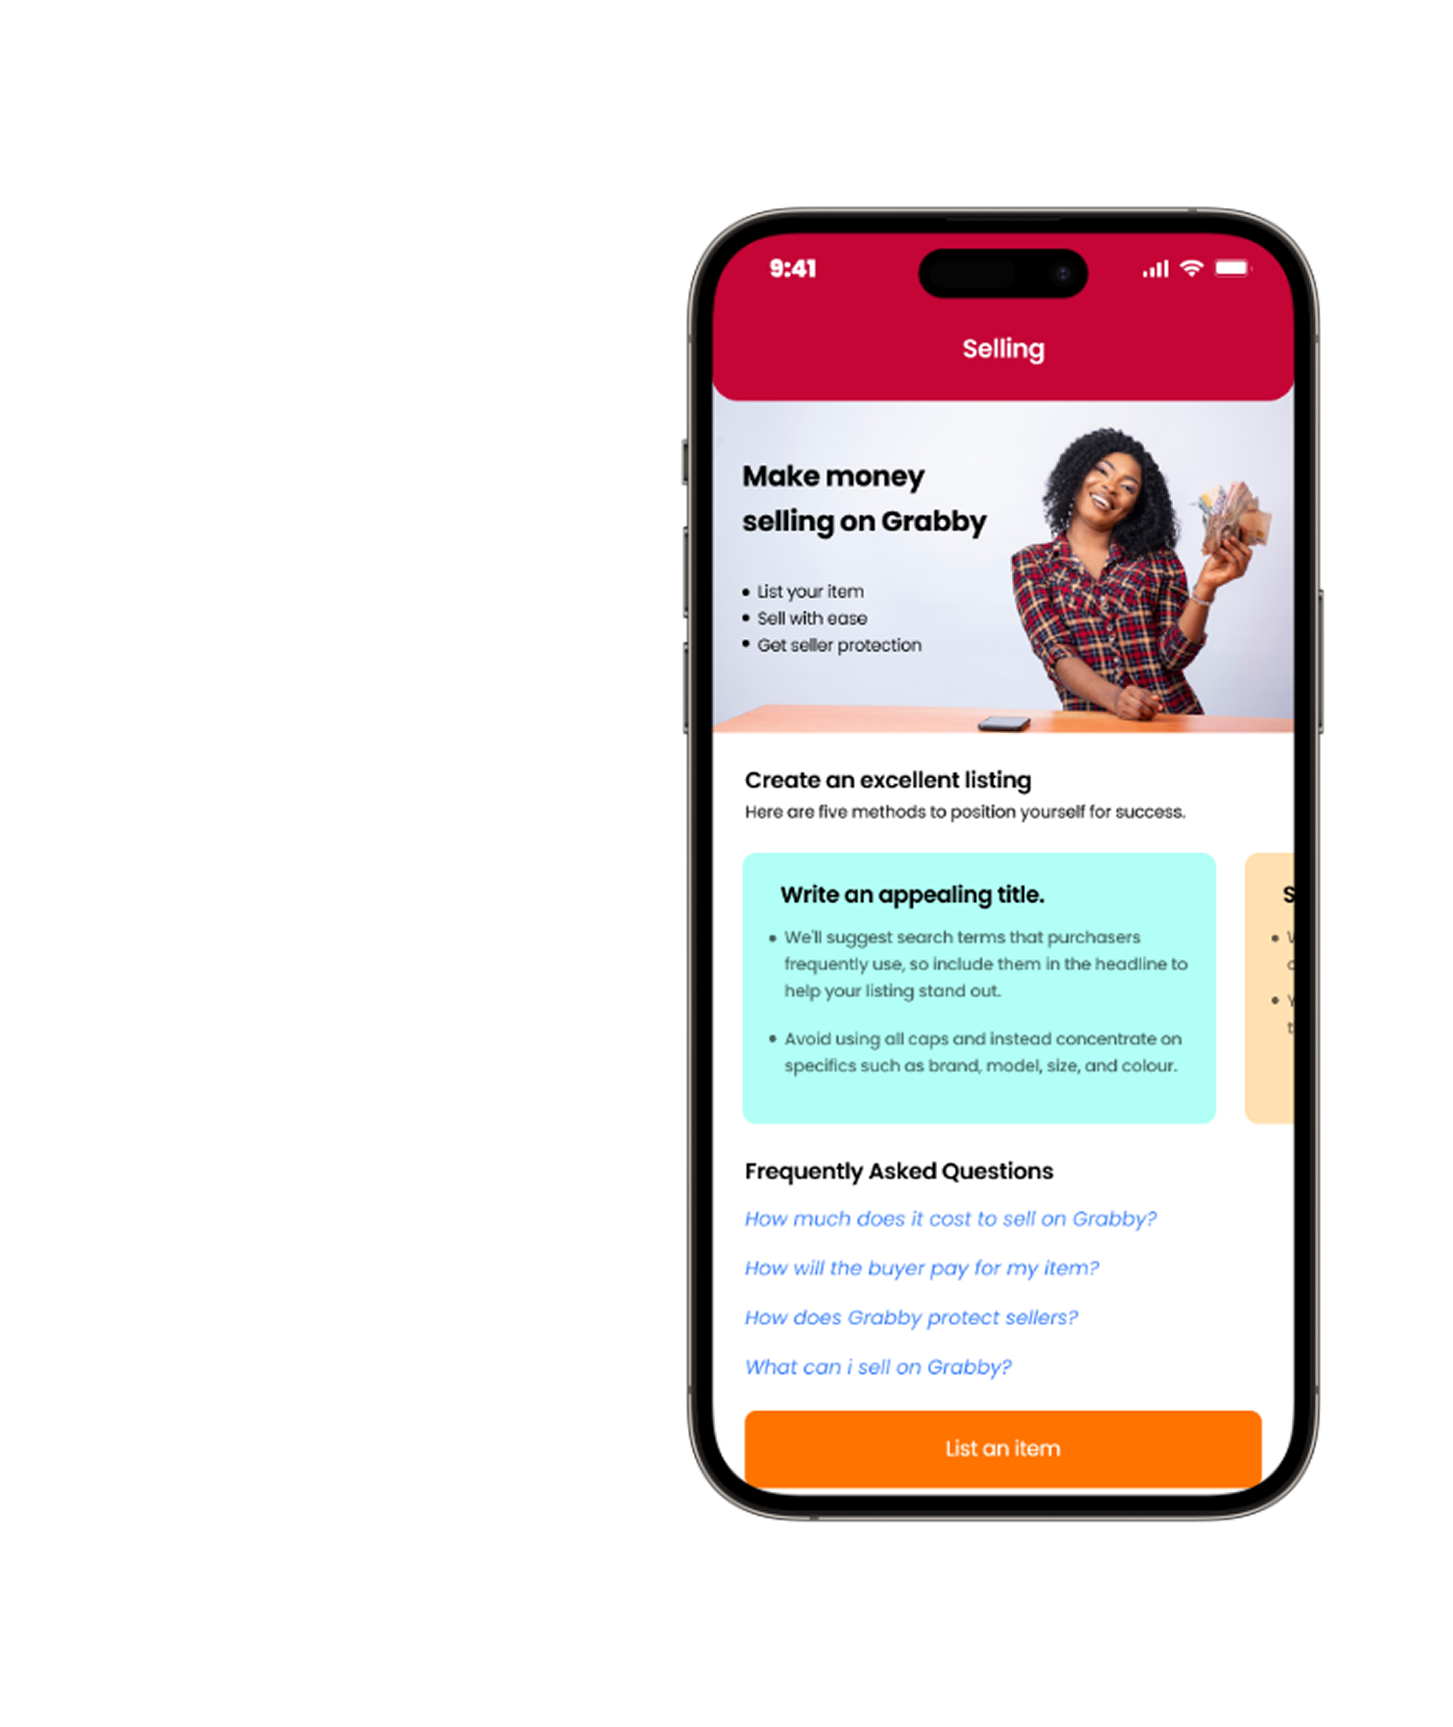 9:41
Selling
Make money
selling on Grabby
• List your item
• Sell with ease
• Get seller protection
Create an excellent listing
Here are five methods to position yourself for success.
Write an appealing title.
• We'll suggest search terms that purchasers
frequently use, so include them in the headline to
help your listing stand out.
• Avoid using all caps and instead concentrate on
specifics such as brand, model, size, and colour.
Frequently Asked Questions
How much does it cost to sell on Grabby?
How will the buyer pay for my item?
How does Grabby protect sellers?
What can i sell on Grabby?
List an item